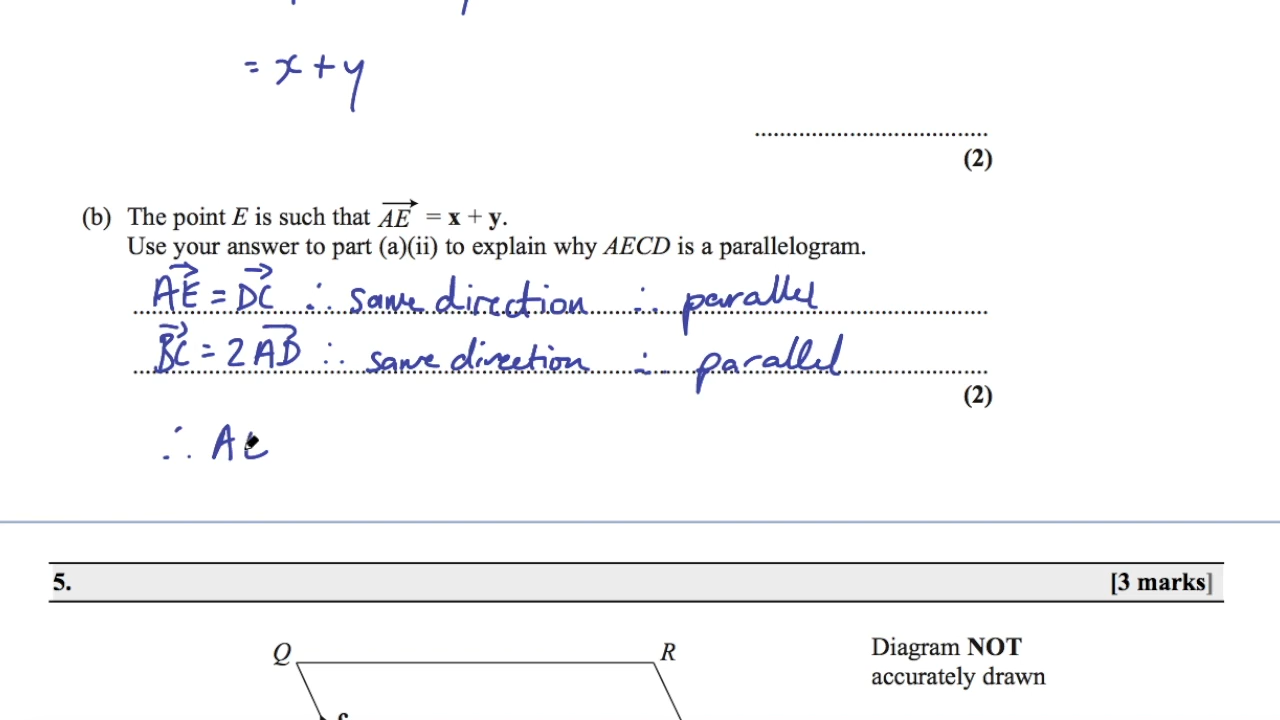 = x + y
(2)
(b) The point E is such that AE = x + y.
Use your answer to part (a)(ii) to explain why AECD is a parallelogram.
AE = DC ∴ same direction ∴ parallel
BC = 2AD ∴ same direction ∴ parallel
(2)
∴ AE
5. [3 marks]
Q R Diagram NOT
accurately drawn